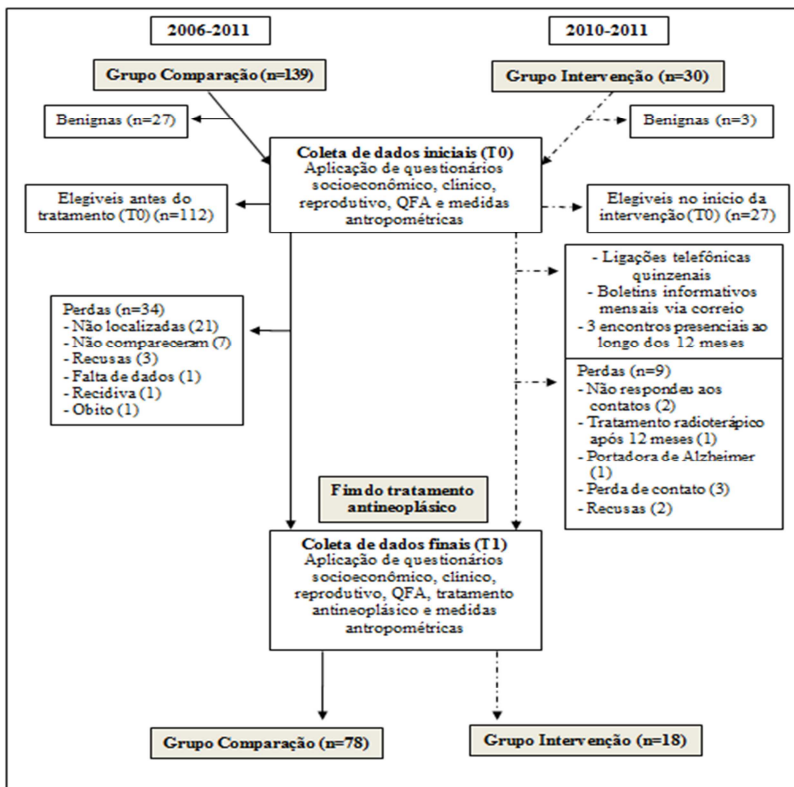 2006-2011
2010-2011
Grupo Comparação (n=139)
Grupo Intervenção (n=30)
Benignas (n=27)
Benignas (n=3)
Coleta de dados iniciais (T0)
Aplicação de questionários
socioeconômico, clínico,
reprodutivo, QFA e medidas
antropométricas
Elegíveis antes do
tratamento (T0) (n=112)
Elegíveis no início da
intervenção (T0) (n=27)
- Ligações telefônicas
quinzenais
- Boletins informativos
mensais via correio
- 3 encontros presenciais ao
longo dos 12 meses
Perdas (n=34)
- Não localizadas (21)
- Não compareceram (7)
- Recusas (3)
- Falta de dados (1)
- Recidiva (1)
- Obito (1)
Perdas (n=9)
- Não respondeu aos
contatos (2)
- Tratamento radioterápico
após 12 meses (1)
- Portadora de Alzheimer
(1)
- Perda de contato (3)
- Recusas (2)
Fim do tratamento
antineoplásico
Coleta de dados finais (T1)
Aplicação de questionários
socioeconômico, clínico,
reprodutivo, QFA, tratamento
antineoplásico e medidas
antropométricas
Grupo Comparação (n=78)
Grupo Intervenção (n=18)